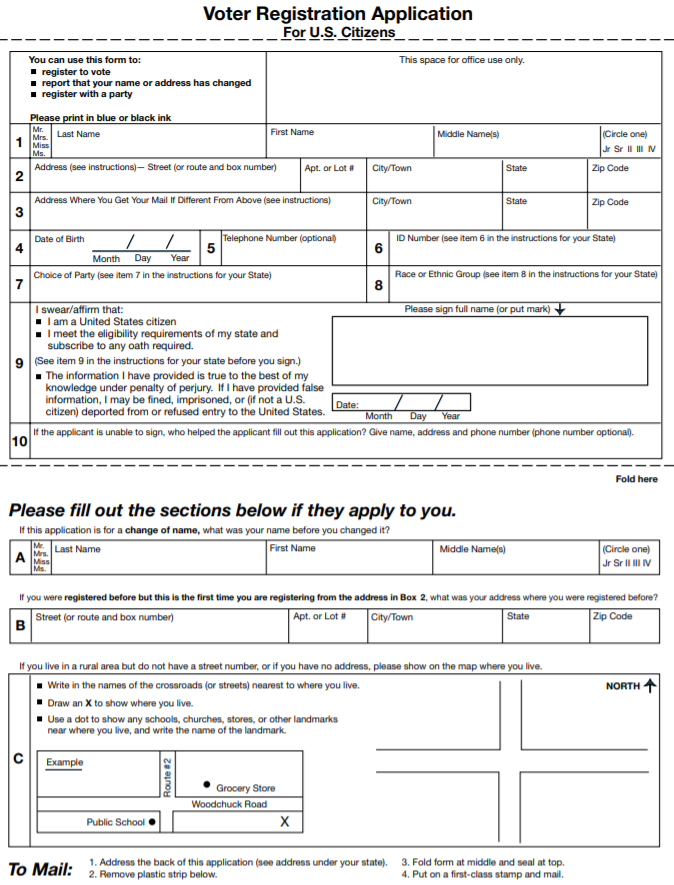 Voter Registration Application
For U.S. Citizens
You can use this form to:
■ register to vote
■ report that your name or address has changed
■ register with a party
Please print in blue or black ink
This space for office use only.
1
Mr.
Mrs.
Miss
Ms.
Last Name
First Name
Middle Name(s)
(Circle one)
Jr Sr II III IV
2
Address (see instructions)— Street (or route and box number)
Apt. or Lot #
City/Town
State
Zip Code
3
Address Where You Get Your Mail If Different From Above (see instructions)
City/Town
State
Zip Code
4
Date of Birth
/ /
Month Day Year
5
Telephone Number (optional)
6
ID Number (see item 6 in the instructions for your State)
7
Choice of Party (see item 7 in the instructions for your State)
8
Race or Ethnic Group (see item 8 in the instructions for your State)
9
I swear/affirm that:
■ I am a United States citizen
■ I meet the eligibility requirements of my state and
subscribe to any oath required.
(See item 9 in the instructions for your state before you sign.)
■ The information I have provided is true to the best of my
knowledge under penalty of perjury. If I have provided false
information, I may be fined, imprisoned, or (if not a U.S.
citizen) deported from or refused entry to the United States.
Please sign full name (or put mark) ↓
Date: / /
Month Day Year
10
If the applicant is unable to sign, who helped the applicant fill out this application? Give name, address and phone number (phone number optional).
Fold here
Please fill out the sections below if they apply to you.
If this application is for a change of name, what was your name before you changed it?
A
Mr.
Mrs.
Miss
Ms.
Last Name
First Name
Middle Name(s)
(Circle one)
Jr Sr II III IV
If you were registered before but this is the first time you are registering from the address in Box 2, what was your address where you were registered before?
B
Street (or route and box number)
Apt. or Lot #
City/Town
State
Zip Code
If you live in a rural area but do not have a street number, or if you have no address, please show on the map where you live.
C
■ Write in the names of the crossroads (or streets) nearest to where you live.
■ Draw an X to show where you live.
■ Use a dot to show any schools, churches, stores, or other landmarks
near where you live, and write the name of the landmark.
NORTH ↑
Example
Route #2
● Grocery Store
Woodchuck Road
Public School ●
X
To Mail:
1. Address the back of this application (see address under your state).
2. Remove plastic strip below.
3. Fold form at middle and seal at top.
4. Put on a first-class stamp and mail.